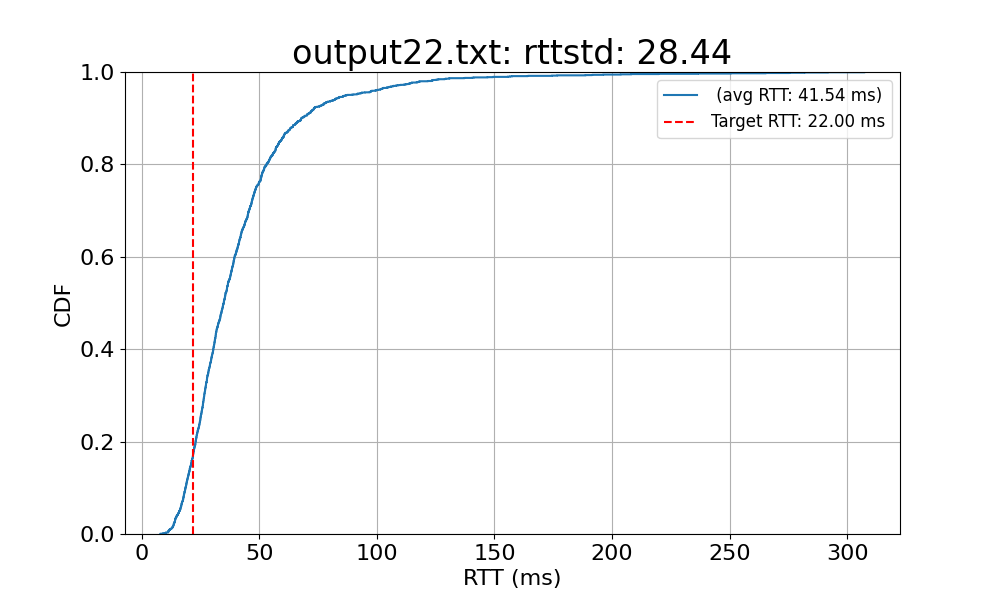 output22.txt: rttstd: 28.44
1.0
0.8
0.6
0.4
0.2
0.0
CDF
(avg RTT: 41.54 ms)
Target RTT: 22.00 ms
0 50 100 150 200 250 300
RTT (ms)